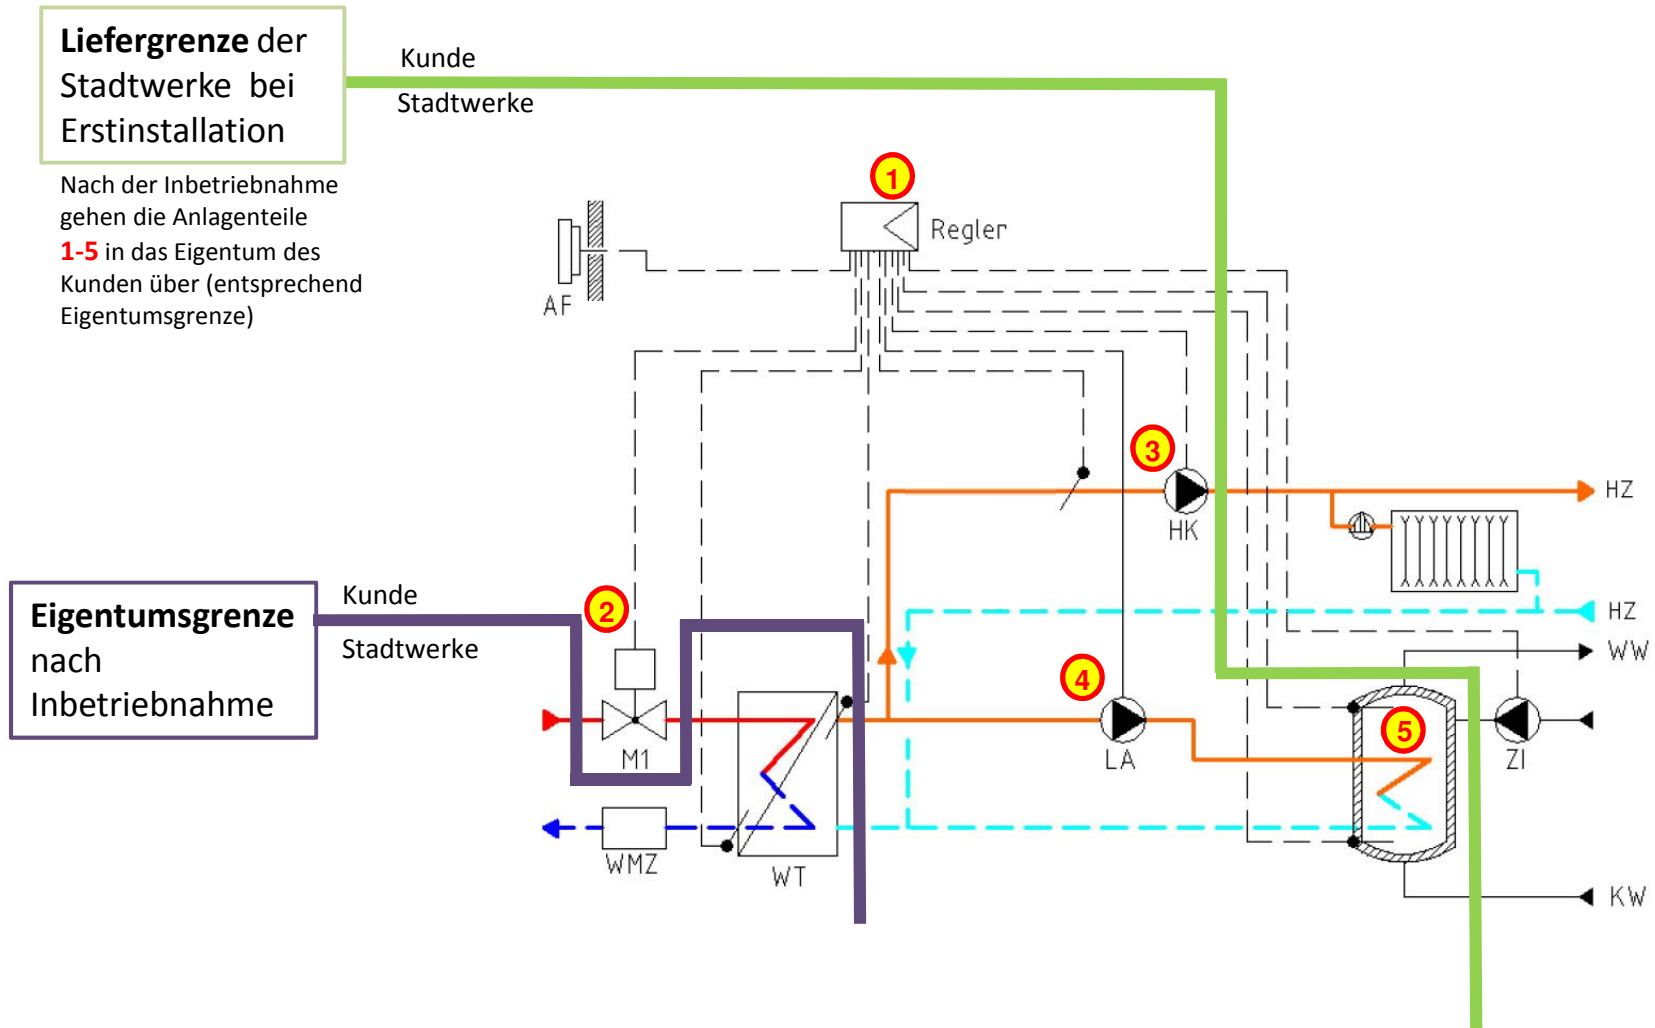 Liefergrenze der
Stadtwerke bei
Erstinstallation
Kunde
Stadtwerke
Nach der Inbetriebnahme
gehen die Anlagenteile
1-5 in das Eigentum des
Kunden über (entsprechend
Eigentumsgrenze)
1
Regler
AF
3
HK
HZ
Eigentumsgrenze
nach
Inbetriebnahme
Kunde
Stadtwerke
2
HZ
WW
4
5
M1
LA
ZI
WMZ
WT
KW